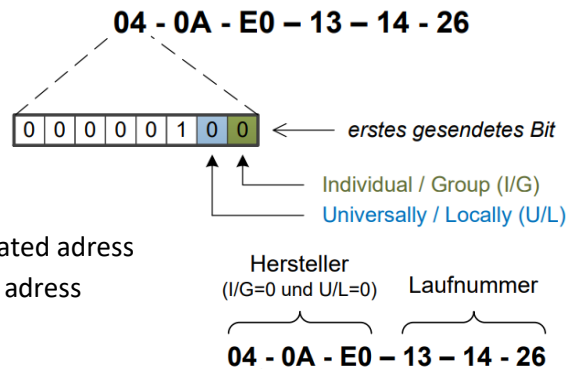 04 - 0A - E0 – 13 – 14 - 26
0 0 0 0 0 1 0 0 erstes gesendetes Bit
Individual / Group (I/G)
Universally / Locally (U/L)
ated adress
adress
Hersteller
(I/G=0 und U/L=0)
Laufnummer
04 - 0A - E0 – 13 – 14 - 26